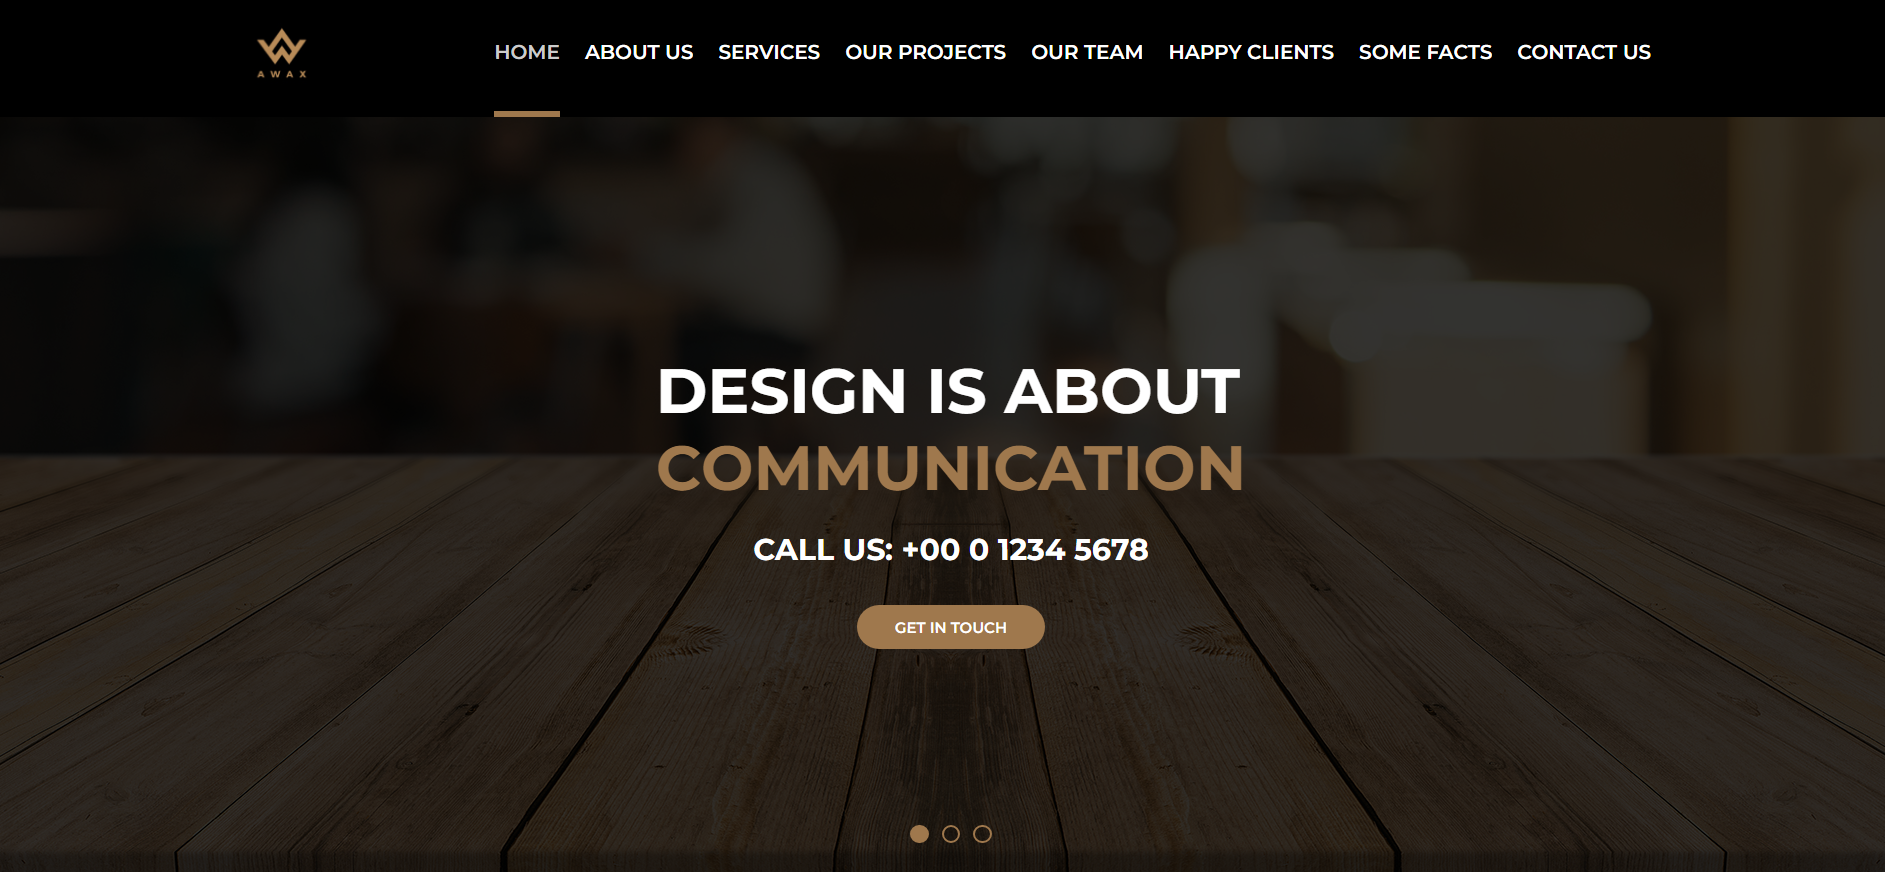 AWAX
HOME ABOUT US SERVICES OUR PROJECTS OUR TEAM HAPPY CLIENTS SOME FACTS CONTACT US
DESIGN IS ABOUT
COMMUNICATION
CALL US: +00 0 1234 5678
GET IN TOUCH